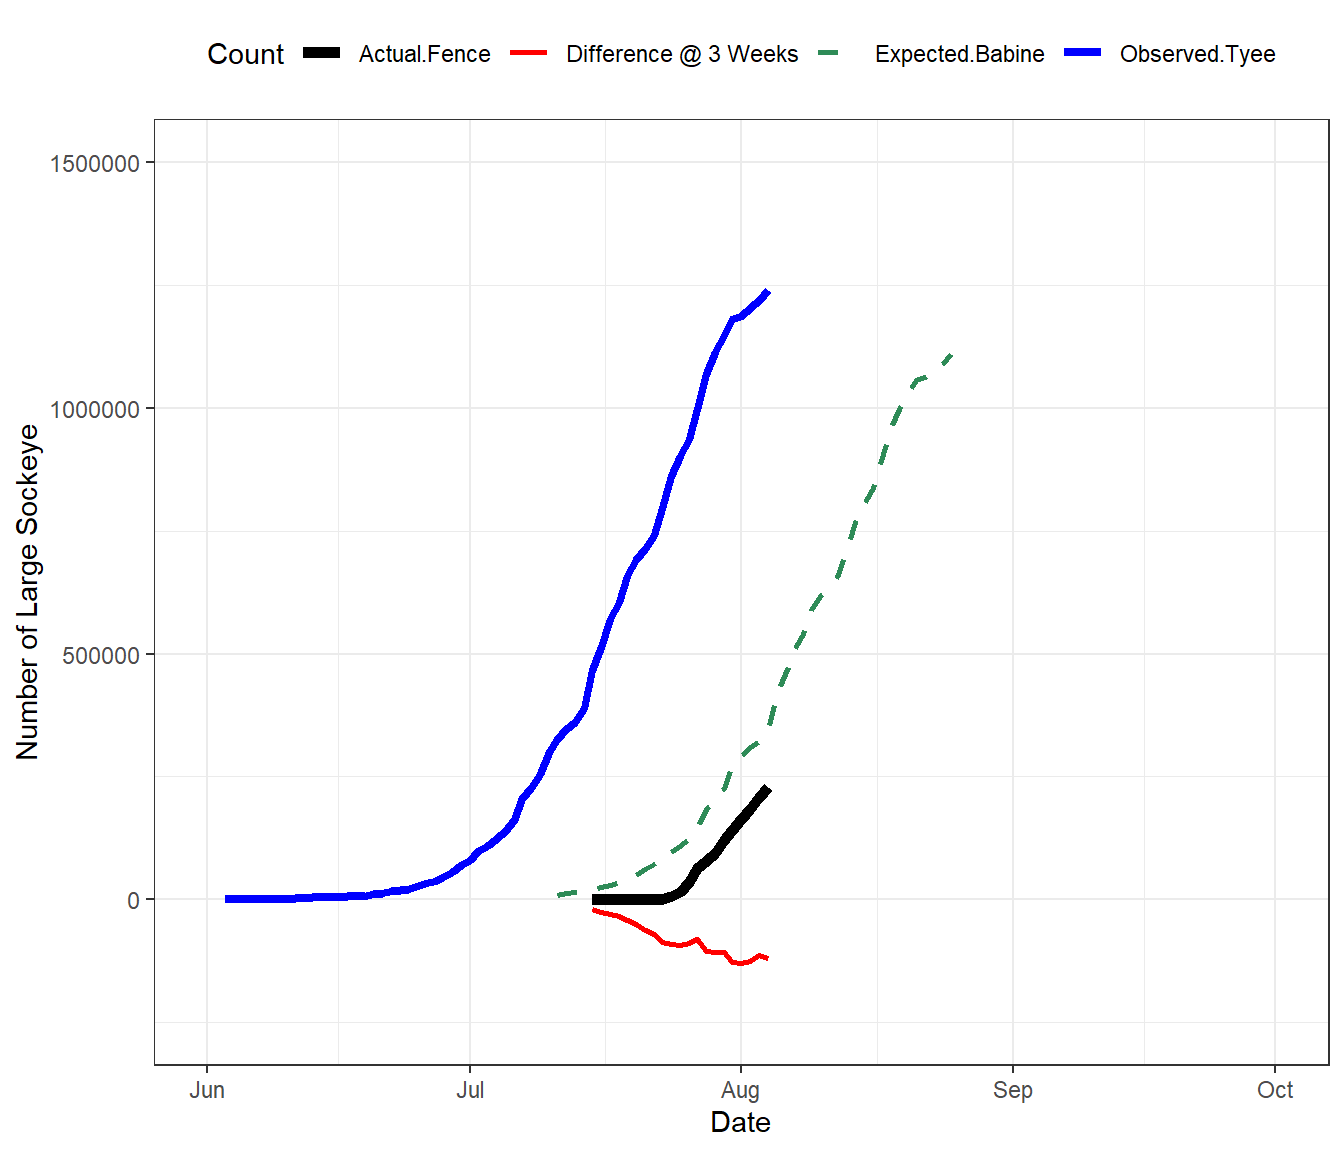 Count Actual.Fence Difference @ 3 Weeks Expected.Babine Observed.Tyee
1500000
1000000
500000
0
Number of Large Sockeye
Jun Jul Aug Sep Oct
Date